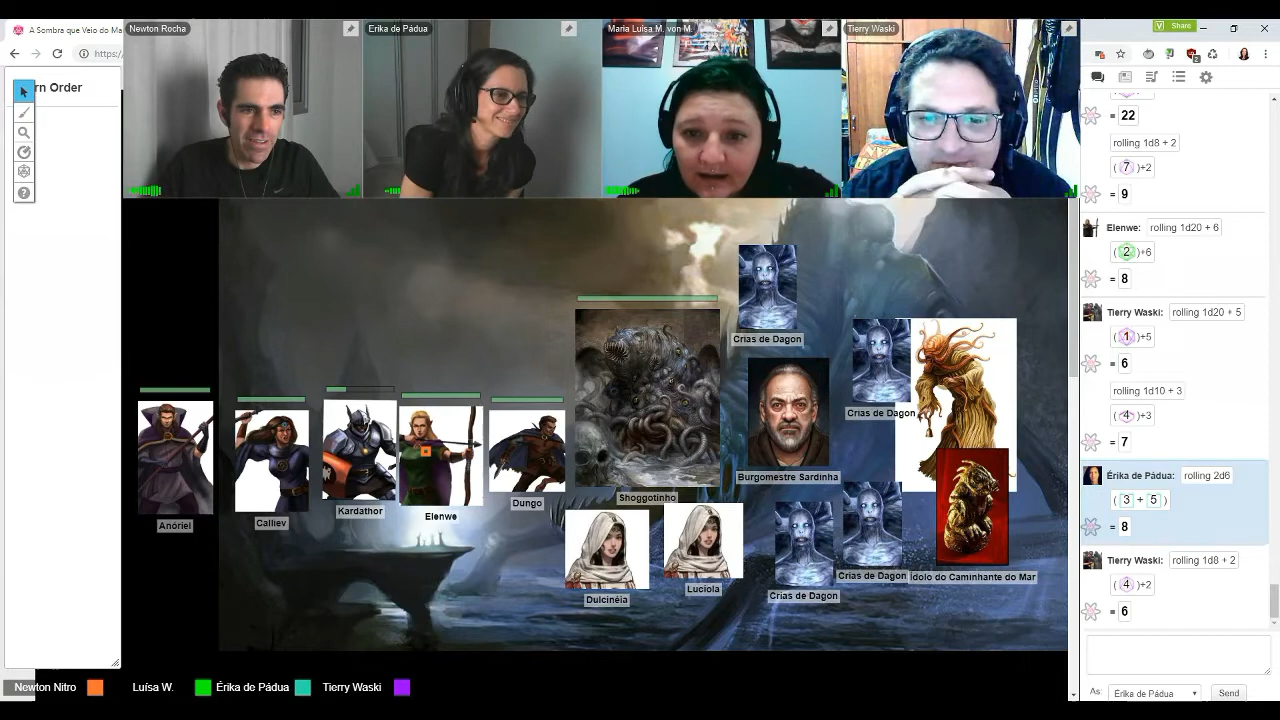 A Sombra que Veio do Ma
https:/
rn Order
Newton Rocha
Erika de Pádua
Maria Luísa M. von M.
Tierry Waski
Share
Crias de Dagon
Crias de Dagon
Burgomestre Sardinha
Shoggotinho
Anóriel
Calliev
Kardathor
Elenwe
Dungo
Dulcinéia
Lucíola
Crias de Dagon
Crias de Dagon
Ídolo do Caminhante do Mar
= 22
rolling 1d8 + 2
(7)+2
= 9
Elenwe: rolling 1d20 + 6
(2)+6
= 8
Tierry Waski: rolling 1d20 + 5
(1)+5
= 6
rolling 1d10 + 3
(4)+3
= 7
Érika de Pádua: rolling 2d6
(3 + 5)
= 8
Tierry Waski: rolling 1d8 + 2
(4)+2
= 6
As: Érika de Pádua Send
Newton Nitro Luísa W. Érika de Pádua Tierry Waski